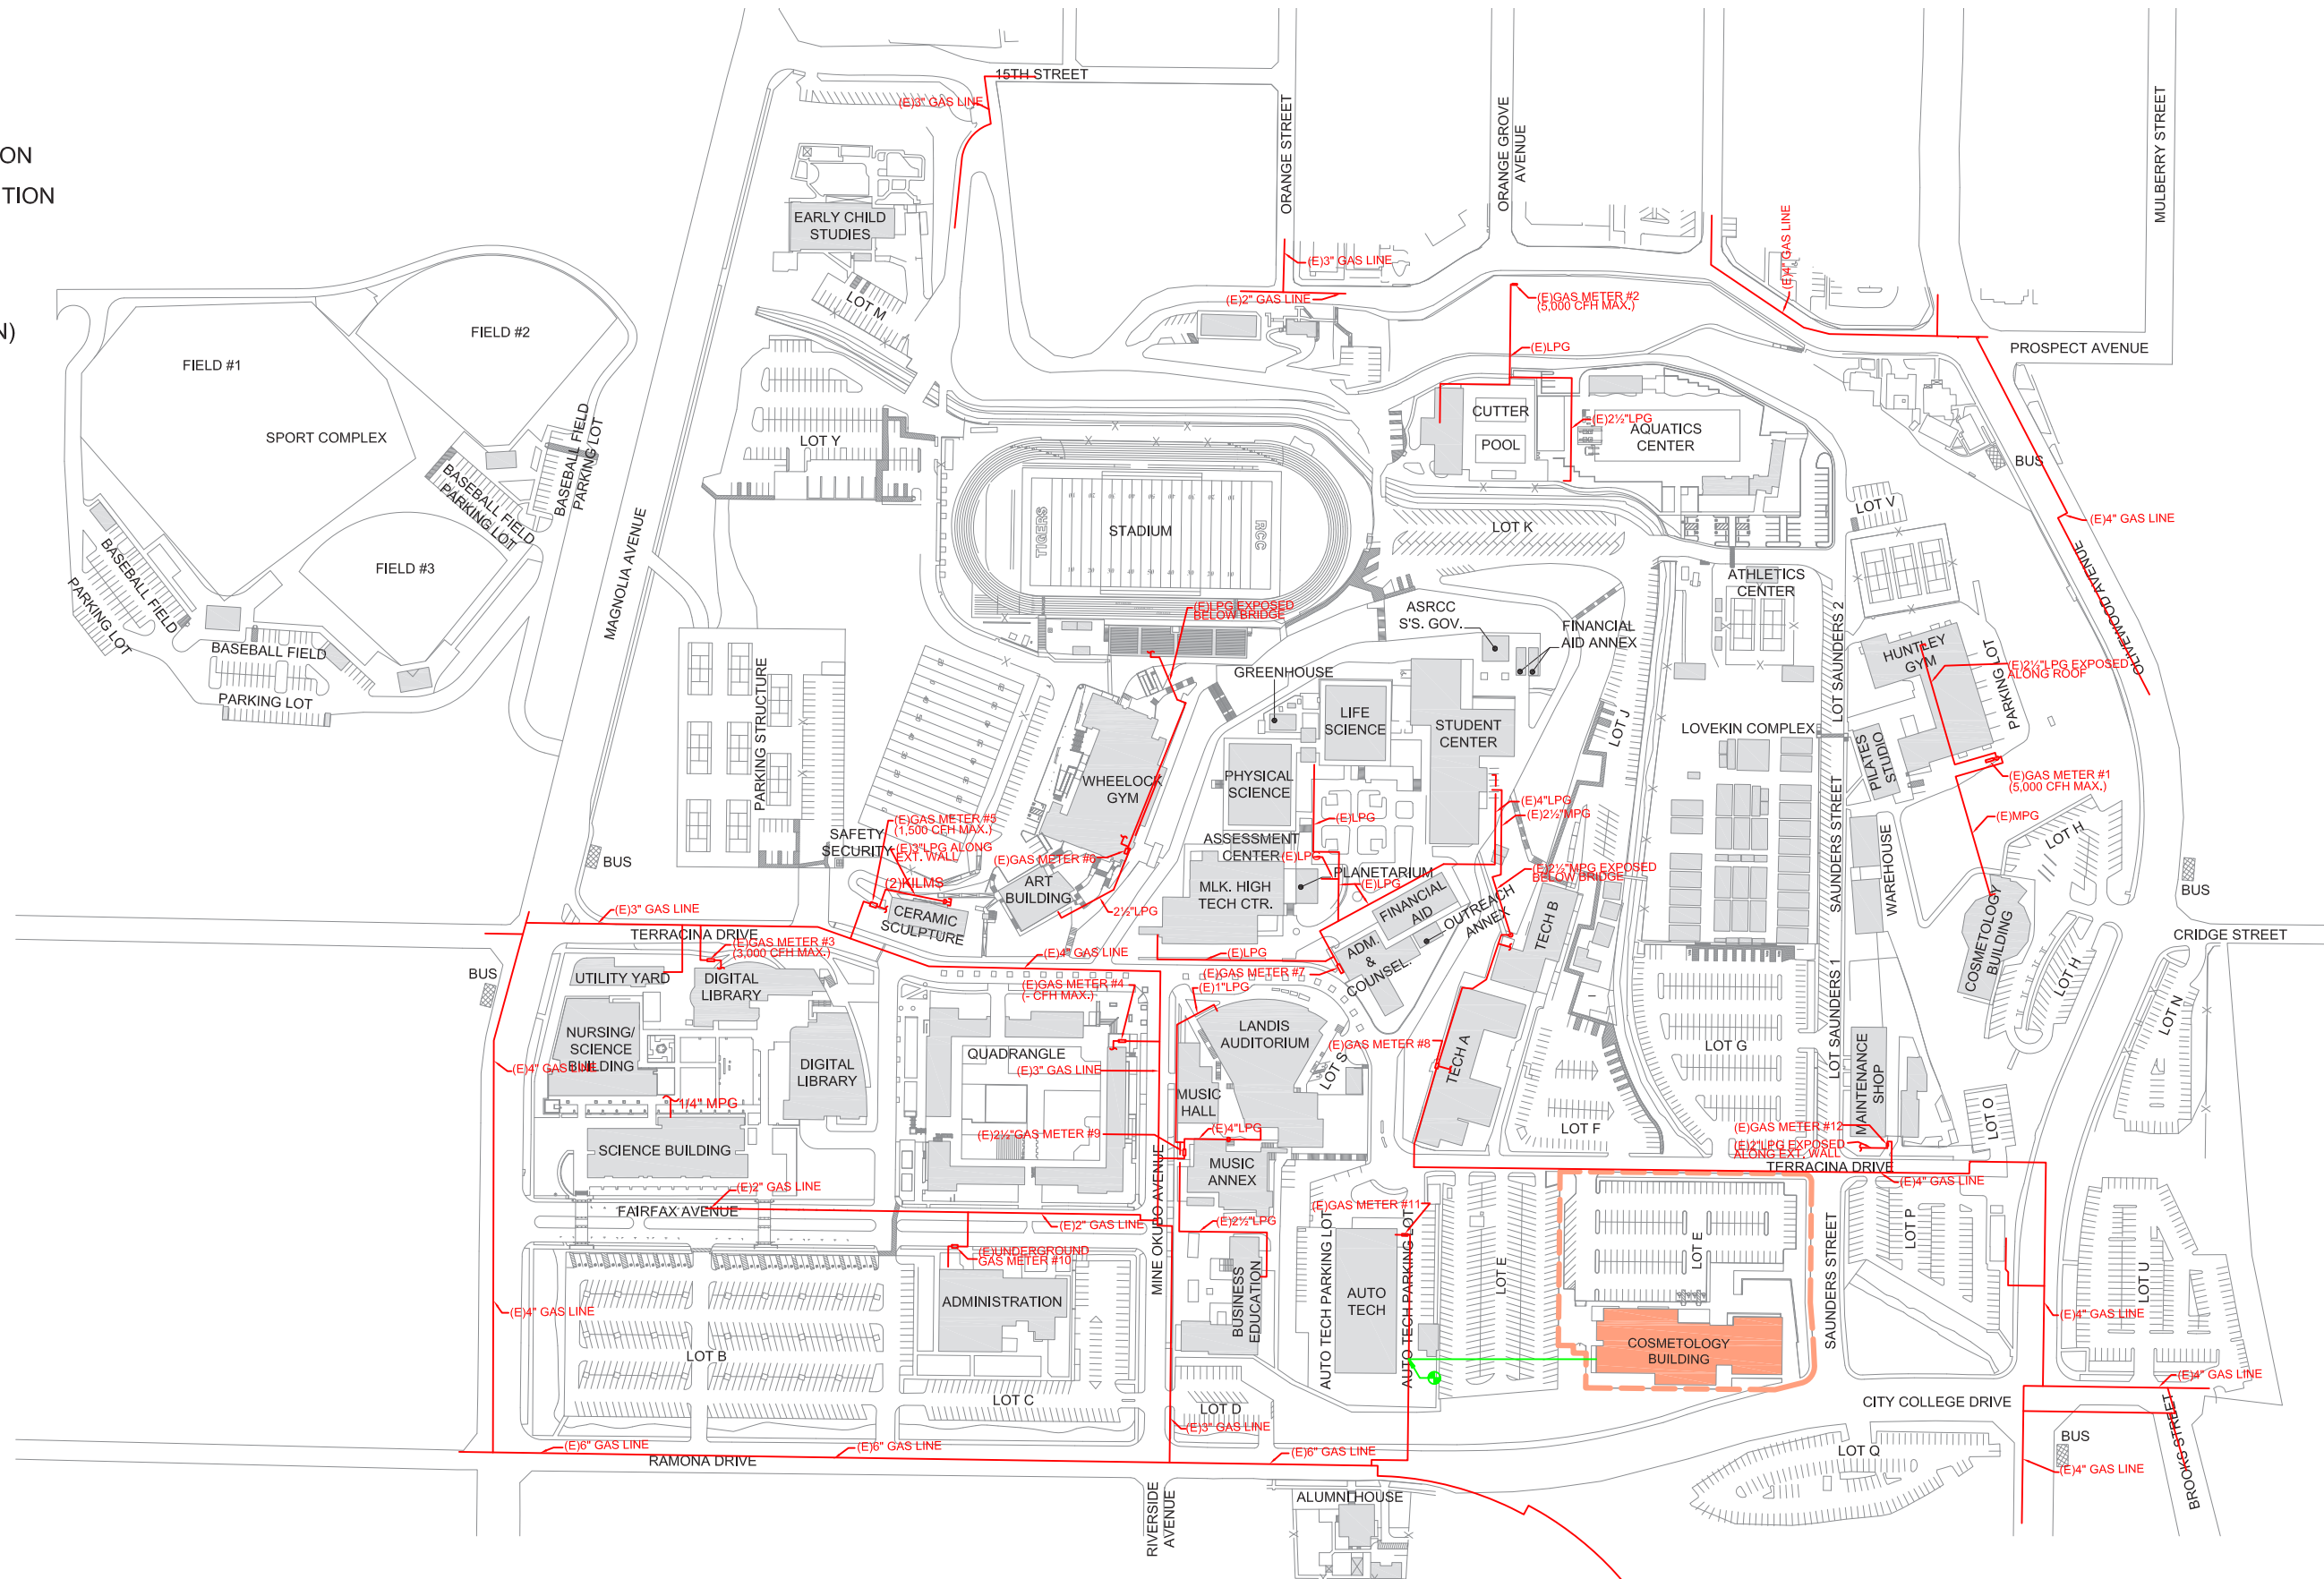 15TH STREET
(E)3" GAS LINE
ORANGE STREET
ORANGE GROVE
AVENUE
MULBERRY STREET
ON
TION
N)
EARLY CHILD
STUDIES
(E)4" GAS LINE
(E)3" GAS LINE
(E)2" GAS LINE
(E)GAS METER #2
(5,000 CFH MAX.)
LOT M
FIELD #2
FIELD #1
(E)LPG
PROSPECT AVENUE
CUTTER
POOL
(E)2½"LPG
AQUATICS
CENTER
SPORT COMPLEX
LOT Y
BASEBALL FIELD
PARKING LOT
BASEBALL FIELD
PARKING LOT
BUS
TIGERS
STADIUM
RCC
LOT K
LOT V
(E)4" GAS LINE
BASEBALL FIELD
PARKING LOT
FIELD #3
MAGNOLIA AVENUE
OLIVEWOOD AVENUE
ATHLETICS
CENTER
(E)LPG EXPOSED
BELOW BRIDGE
ASRCC
S'S. GOV.
FINANCIAL
AID ANNEX
LOT SAUNDERS 2
BASEBALL FIELD
PARKING LOT
HUNTLEY
GYM
PARKING LOT
(E)2½"LPG EXPOSED
ALONG ROOF
PARKING STRUCTURE
GREENHOUSE
LIFE
SCIENCE
STUDENT
CENTER
LOT J
LOVEKIN COMPLEX
PILATES
STUDIO
WHEELOCK
GYM
PHYSICAL
SCIENCE
(E)GAS METER #1
(5,000 CFH MAX.)
(E)4"LPG
(E)2½"MPG
(E)LPG
(E)MPG
(E)GAS METER #5
(1,500 CFH MAX.)
SAFETY
SECURITY
(E)3"LPG ALONG
EXT. WALL
(E)GAS METER #6
ASSESSMENT
CENTER
(E)LPG
PLANETARIUM
(E)LPG
(E)2½"MPG EXPOSED
BELOW BRIDGE
SAUNDERS STREET
WAREHOUSE
LOT H
BUS
BUS
(2)KILMS
ART
BUILDING
MLK. HIGH
TECH CTR.
2½"LPG
CERAMIC
SCULPTURE
FINANCIAL
AID
OUTREACH
ANNEX
TECH B
COSMETOLOGY
BUILDING
(E)3" GAS LINE
TERRACINA DRIVE
(E)GAS METER #3
(3,000 CFH MAX.)
(E)4" GAS LINE
(E)LPG
ADM.
&
COUNSEL.
CRIDGE STREET
BUS
UTILITY YARD
DIGITAL
LIBRARY
(E)GAS METER #4
(- CFH MAX.)
(E)GAS METER #7
(E)1"LPG
LOT H
LOT N
NURSING/
SCIENCE
BUILDING
(E)4" GAS LINE
DIGITAL
LIBRARY
QUADRANGLE
(E)3" GAS LINE
LANDIS
AUDITORIUM
(E)GAS METER #8
LOT S
TECH A
LOT G
LOT SAUNDERS 1
MAINTENANCE
SHOP
1/4" MPG
MUSIC
HALL
LOT O
(E)2½"GAS METER #9
(E)4"LPG
LOT F
(E)GAS METER #12
(E)2"LPG EXPOSED
ALONG EXT. WALL
SCIENCE BUILDING
MUSIC
ANNEX
TERRACINA DRIVE
(E)4" GAS LINE
(E)2" GAS LINE
FAIRFAX AVENUE
(E)2" GAS LINE
MINE OKUBO AVENUE
(E)2½"LPG
(E)GAS METER #11
(E)UNDERGROUND
GAS METER #10
BUSINESS
EDUCATION
AUTO TECH PARKING LOT
AUTO
TECH
AUTO TECH PARKING LOT
LOT E
LOT E
SAUNDERS STREET
LOT P
LOT U
(E)4" GAS LINE
ADMINISTRATION
(E)4" GAS LINE
COSMETOLOGY
BUILDING
LOT B
LOT C
LOT D
(E)3" GAS LINE
CITY COLLEGE DRIVE
(E)4" GAS LINE
(E)6" GAS LINE
(E)6" GAS LINE
(E)6" GAS LINE
RAMONA DRIVE
LOT Q
BUS
(E)4" GAS LINE
BROOKS STREET
RIVERSIDE
AVENUE
ALUMNI HOUSE